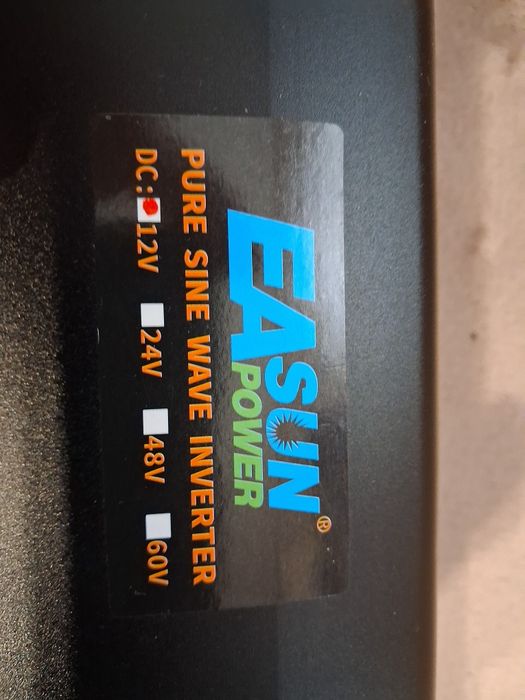 EASUN®
POWER
PURE SINE WAVE INVERTER
DC: 12V 24V 48V 60V